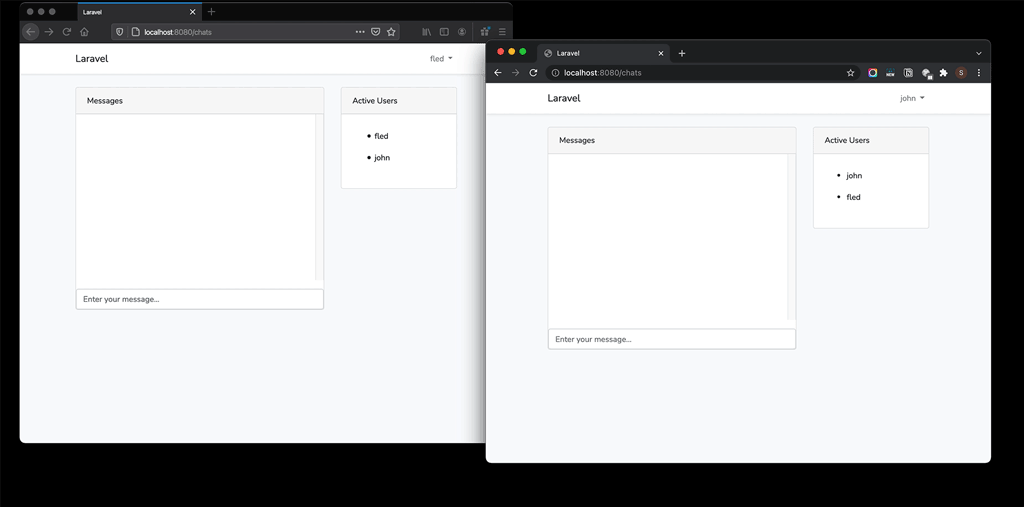 Laravel
localhost:8080/chats
Laravel
fled
Messages
Active Users
fled
john
Enter your message...
Laravel
localhost:8080/chats
NEW
S
Laravel
john
Messages
Active Users
john
fled
Enter your message...